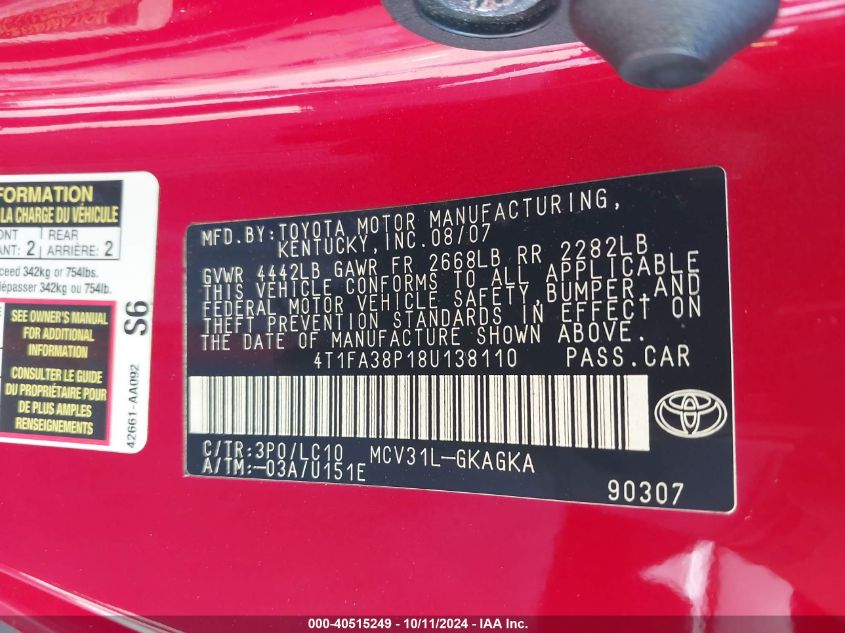 FORMATION
LA CHARGE DU VÉHICULE
2 REAR
ARRIÈRE: 2
342kg or 754lbs.
342kg ou 754lb.
SEE OWNER'S MANUAL
FOR ADDITIONAL
INFORMATION
CONSULTER LE GUIDE
DU PROPRIÉTAIRE POUR
DE PLUS AMPLES
RENSEIGNEMENTS
S6
42661-AA092
MFD.BY:TOYOTA MOTOR MANUFACTURING,
KENTUCKY,INC.08/07
GVWR 4442LB GAWR FR 2668LB RR 2282LB
THIS VEHICLE CONFORMS TO ALL APPLICABLE
FEDERAL MOTOR VEHICLE SAFETY,BUMPER,AND
THEFT PREVENTION STANDARDS IN EFFECT ON
THE DATE OF MANUFACTURE SHOWN ABOVE.
4T1FA38P18U138110 PASS.CAR
C/TR:3P0/LC10 MCV31L-GKAGKA
A/TM:-03A/U151E
90307
000-40515249 - 10/11/2024 - IAA Inc.